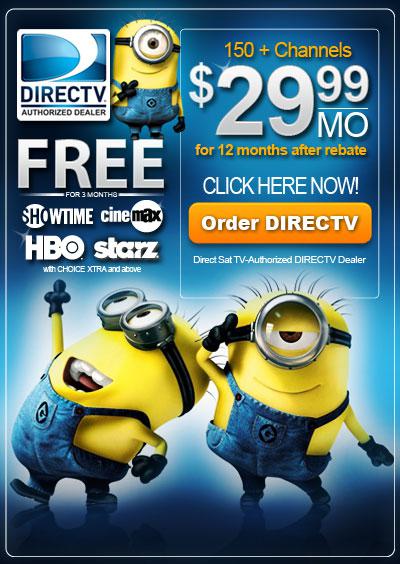 DIRECTV
AUTHORIZED DEALER
150 + Channels
$29.99
MO
for 12 months after rebate
FREE
FOR 3 MONTHS
SHOWTIME cinemax
HBO starz
with CHOICE XTRA and above
CLICK HERE NOW!
Order DIRECTV
Direct Sat TV-Authorized DIRECTV Dealer